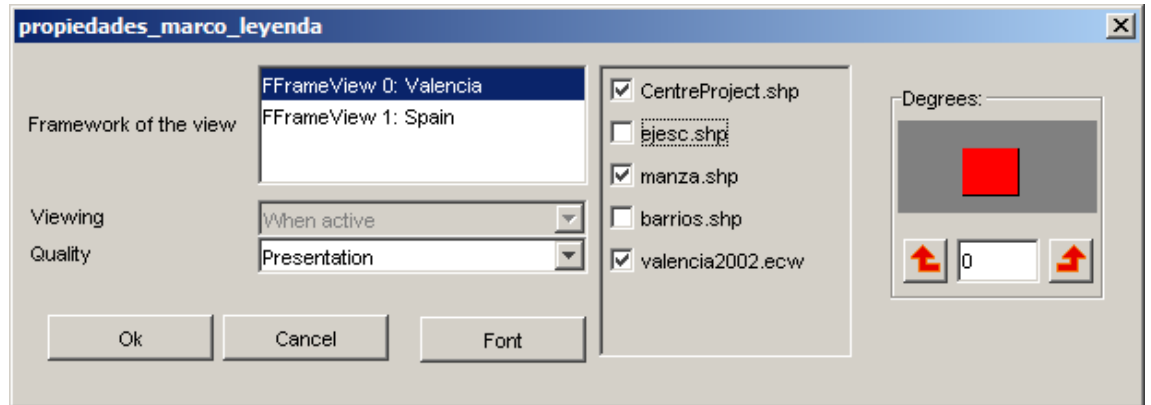 propiedades_marco_leyenda
Framework of the view
FFrameView 0: Valencia
FFrameView 1: Spain
Viewing
When active
Quality
Presentation
Ok
Cancel
Font
CentreProject.shp
ejesc.shp
manza.shp
barrios.shp
valencia2002.ecw
Degrees:
0